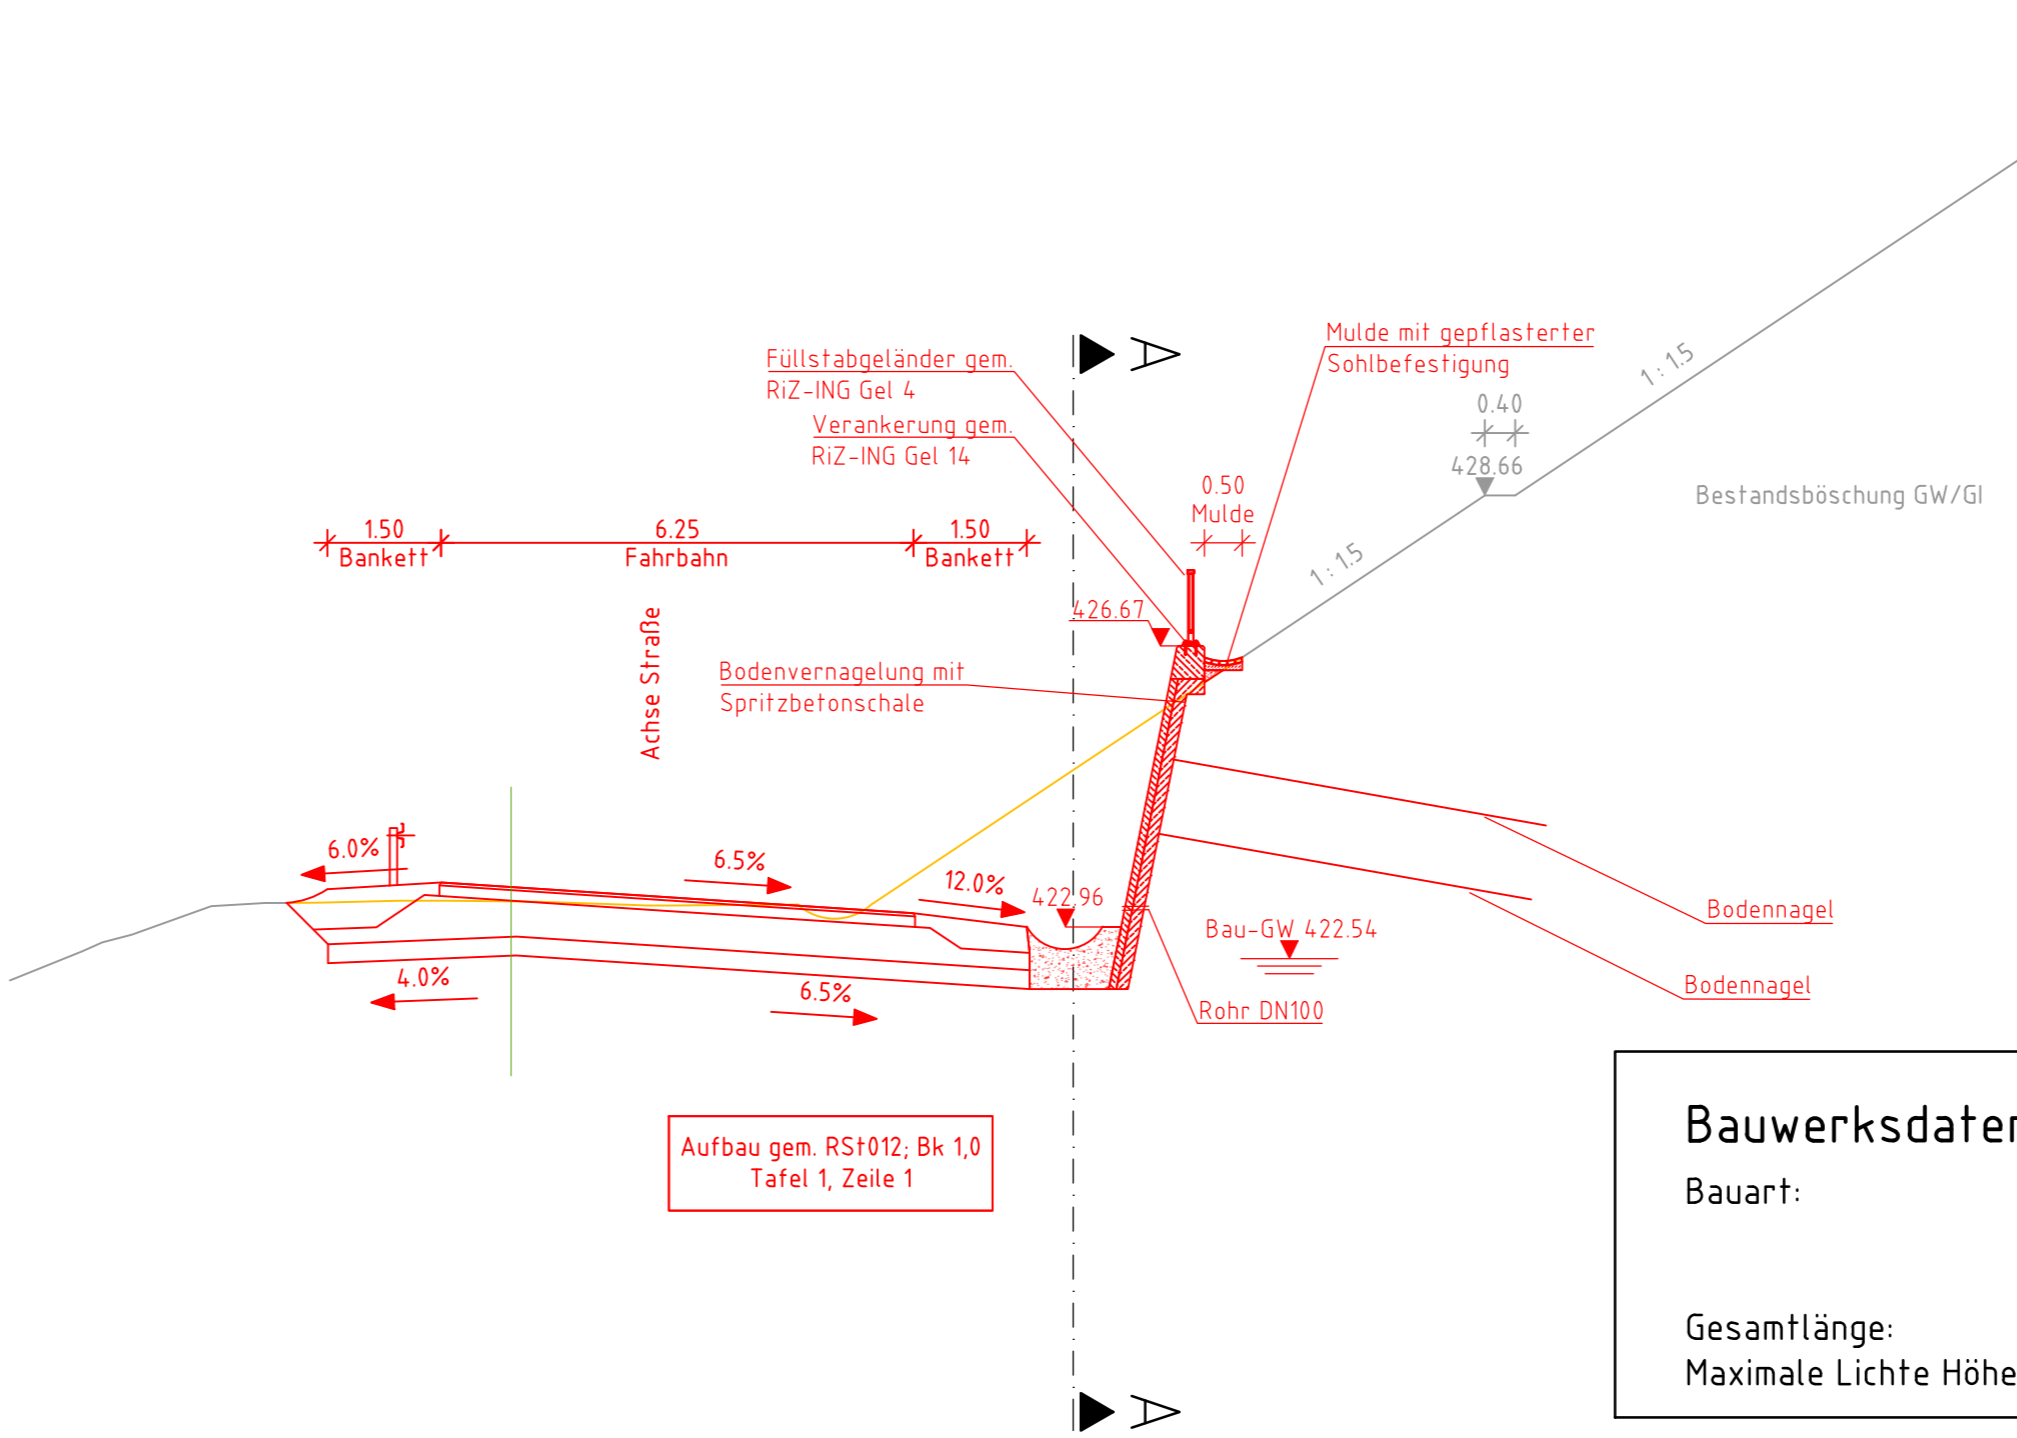 Mulde mit gepflasterter
Sohlbefestigung
Füllstabgeländer gem.
RiZ-ING Gel 4
Verankerung gem.
RiZ-ING Gel 14
A
1 : 1.5
0.40
428.66
Bestandsböschung GW/GI
0.50
Mulde
1 : 1.5
1.50
Bankett
6.25
Fahrbahn
1.50
Bankett
426.67
Achse Straße
Bodenvernagelung mit
Spritzbetonschale
6.0%
6.5%
12.0%
422.96
Bodennagel
Bau-GW 422.54
4.0%
6.5%
Bodennagel
Rohr DN100
Aufbau gem. RSt012; Bk 1,0
Tafel 1, Zeile 1
Bauwerksdaten
Bauart:
Gesamtlänge:
Maximale Lichte Höhe
A